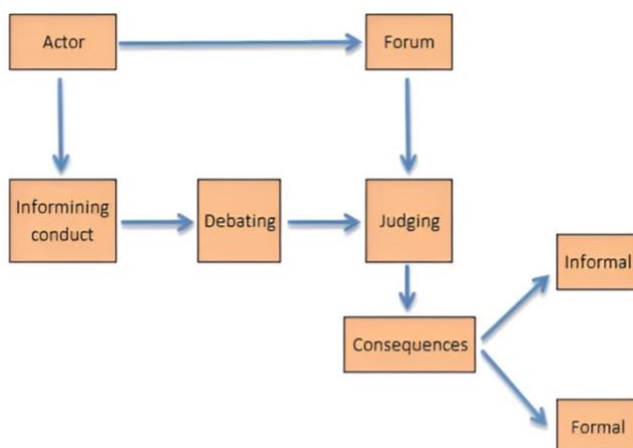 Actor
Forum
Informining
conduct
Debating
Judging
Informal
Consequences
Formal